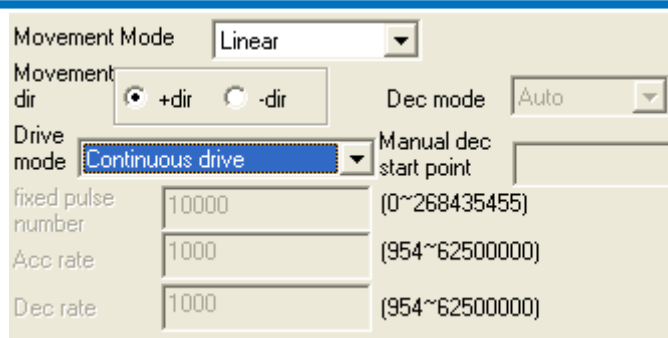 Movement Mode Linear
Movement
dir +dir -dir Dec mode Auto
Drive
mode Continuous drive Manual dec
start point
fixed pulse
number 10000 (0~268435455)
Acc rate 1000 (954~62500000)
Dec rate 1000 (954~62500000)